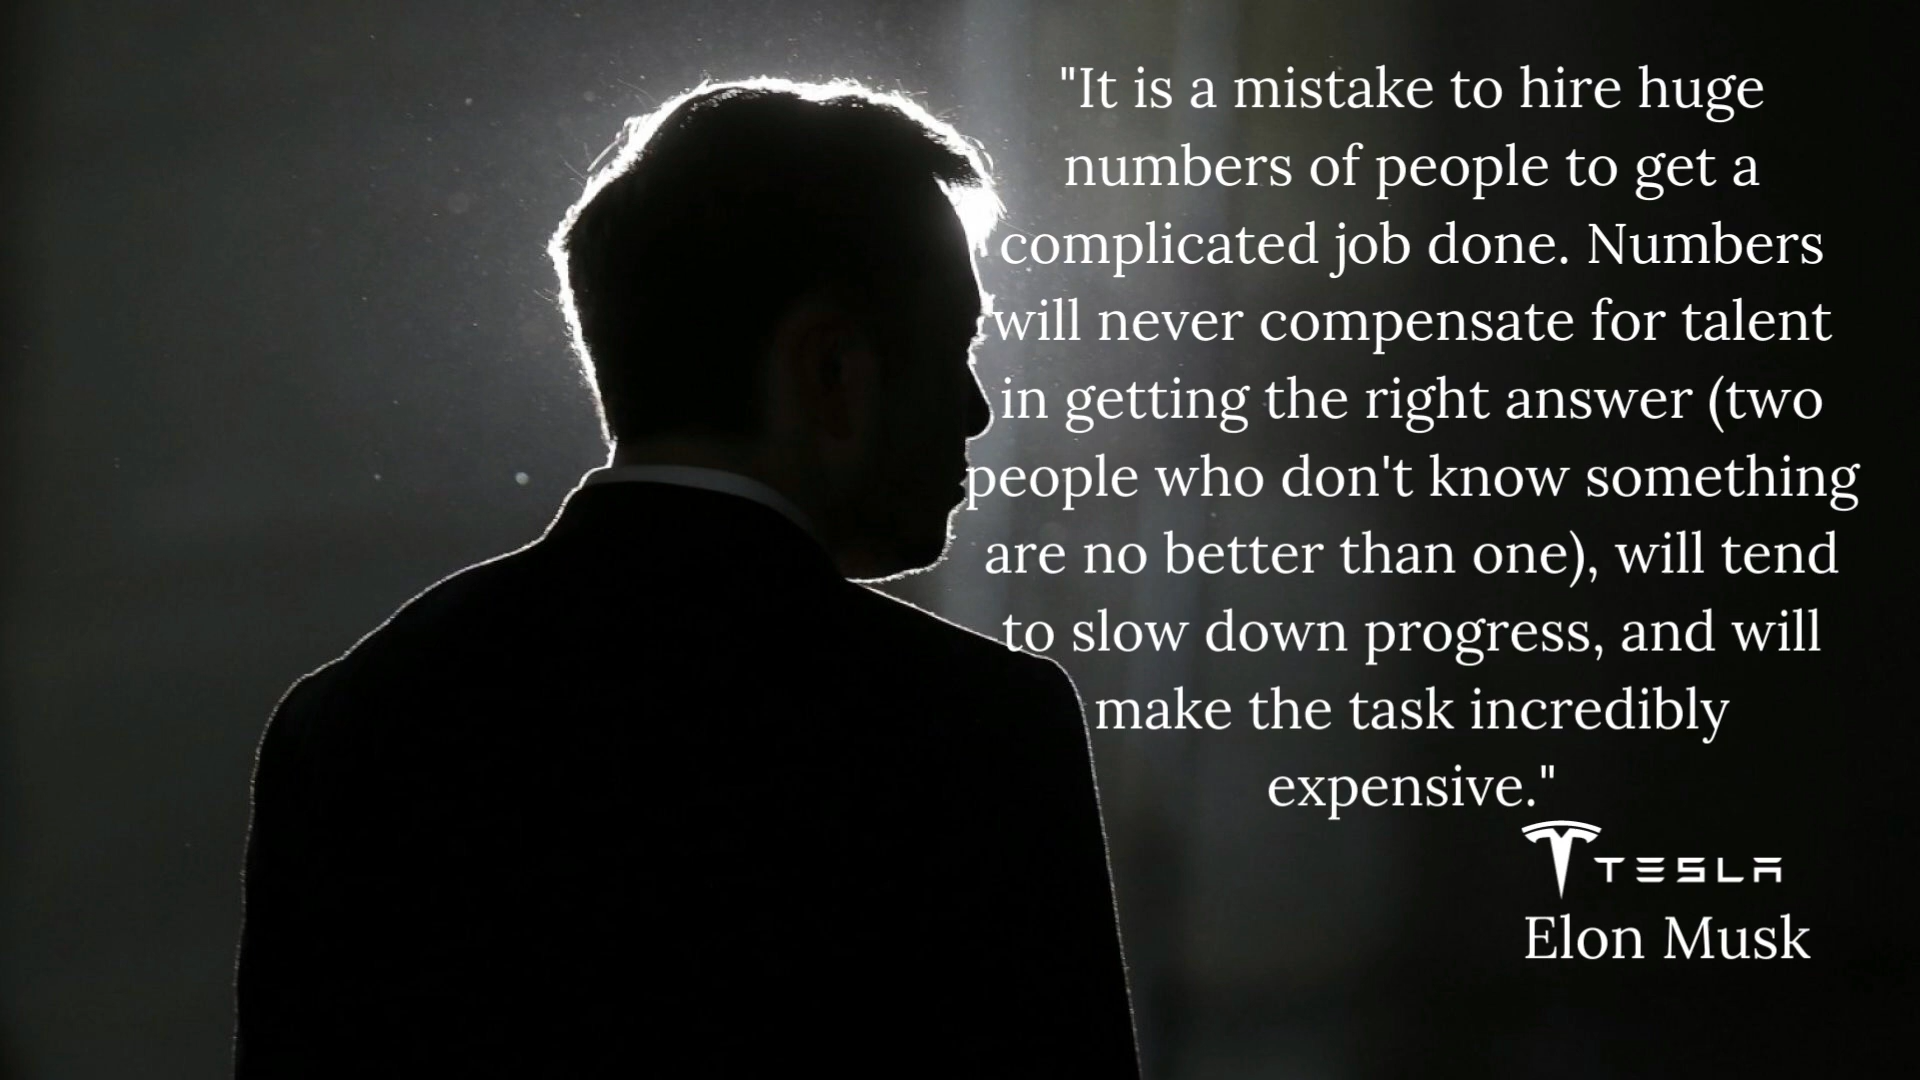 "It is a mistake to hire huge
numbers of people to get a
complicated job done. Numbers
will never compensate for talent
in getting the right answer (two
people who don't know something
are no better than one), will tend
to slow down progress, and will
make the task incredibly
expensive."
TESLA
Elon Musk